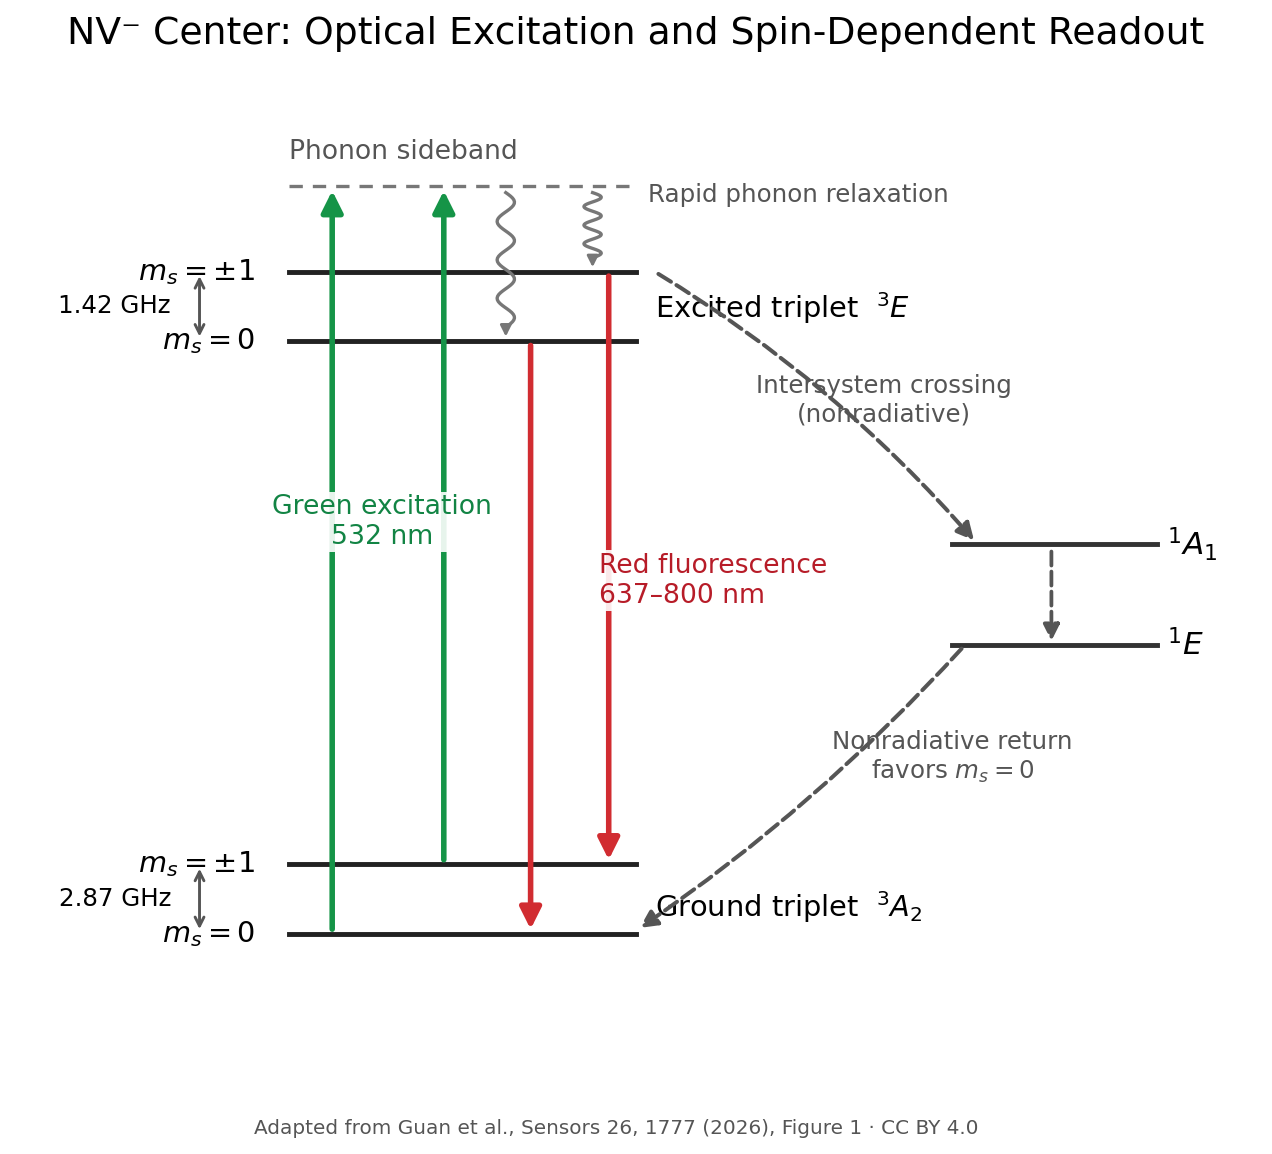 NV⁻ Center: Optical Excitation and Spin-Dependent Readout
Phonon sideband
Rapid phonon relaxation
mₛ = ±1
1.42 GHz
mₛ = 0
Excited triplet ³E
Intersystem crossing
(nonradiative)
Green excitation
532 nm
Red fluorescence
637–800 nm
¹A₁
¹E
Nonradiative return
favors mₛ = 0
mₛ = ±1
2.87 GHz
mₛ = 0
Ground triplet ³A₂
Adapted from Guan et al., Sensors 26, 1777 (2026), Figure 1 · CC BY 4.0